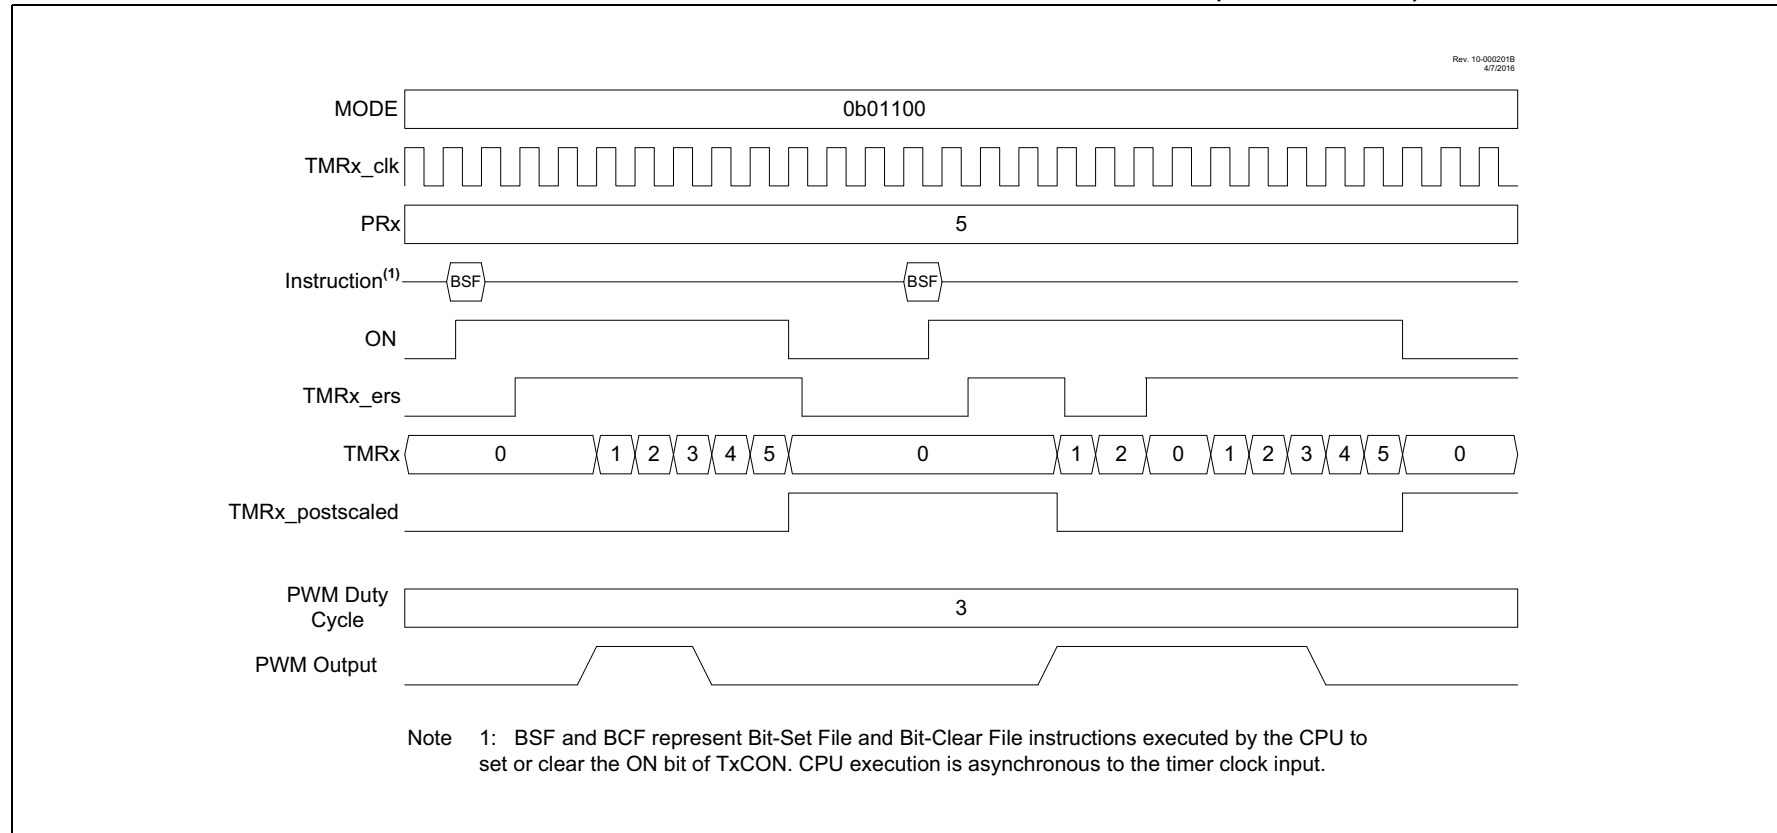 Rev. 10-000201B
4/7/2016
MODE 0b01100
TMRx_clk
PRx 5
Instruction(1) BSF BSF
ON
TMRx_ers
TMRx 0 1 2 3 4 5 0 1 2 0 1 2 3 4 5 0
TMRx_postscaled
PWM Duty
Cycle 3
PWM Output
Note 1: BSF and BCF represent Bit-Set File and Bit-Clear File instructions executed by the CPU to
set or clear the ON bit of TxCON. CPU execution is asynchronous to the timer clock input.